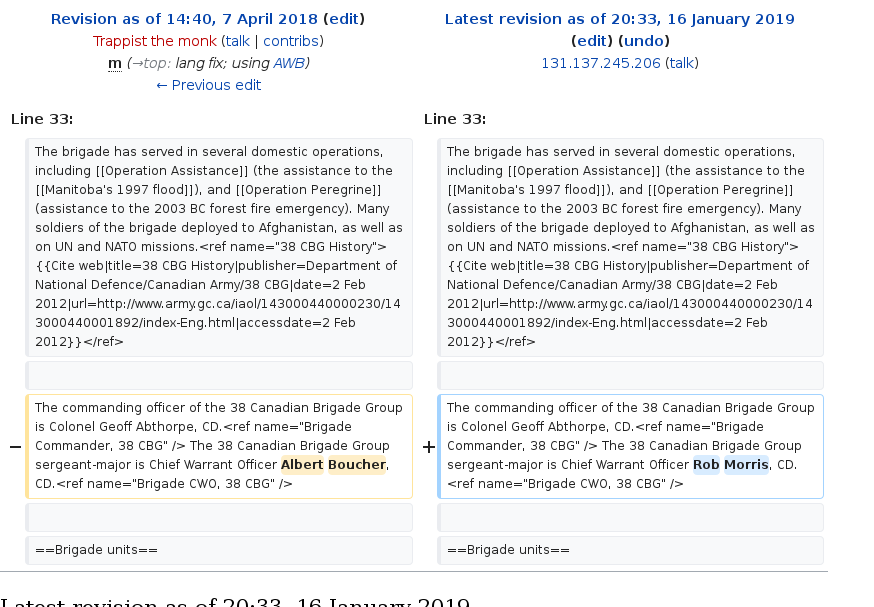 Revision as of 14:40, 7 April 2018 (edit)
Trappist the monk (talk | contribs)
m (→top: lang fix; using AWB)
← Previous edit
Latest revision as of 20:33, 16 January 2019
(edit) (undo)
131.137.245.206 (talk)
Line 33:
The brigade has served in several domestic operations,
including [[Operation Assistance]] (the assistance to the
[[Manitoba's 1997 flood]]), and [[Operation Peregrine]]
(assistance to the 2003 BC forest fire emergency). Many
soldiers of the brigade deployed to Afghanistan, as well as
on UN and NATO missions.<ref name="38 CBG History">
{{Cite web|title=38 CBG History|publisher=Department of
National Defence/Canadian Army/38 CBG|date=2 Feb
2012|url=http://www.army.gc.ca/iaol/143000440000230/14
3000440001892/index-Eng.html|accessdate=2 Feb
2012}}</ref>
− The commanding officer of the 38 Canadian Brigade Group
is Colonel Geoff Abthorpe, CD.<ref name="Brigade
Commander, 38 CBG" /> The 38 Canadian Brigade Group
sergeant-major is Chief Warrant Officer Albert Boucher,
CD.<ref name="Brigade CWO, 38 CBG" />
==Brigade units==
Line 33:
The brigade has served in several domestic operations,
including [[Operation Assistance]] (the assistance to the
[[Manitoba's 1997 flood]]), and [[Operation Peregrine]]
(assistance to the 2003 BC forest fire emergency). Many
soldiers of the brigade deployed to Afghanistan, as well as
on UN and NATO missions.<ref name="38 CBG History">
{{Cite web|title=38 CBG History|publisher=Department of
National Defence/Canadian Army/38 CBG|date=2 Feb
2012|url=http://www.army.gc.ca/iaol/143000440000230/14
3000440001892/index-Eng.html|accessdate=2 Feb
2012}}</ref>
+ The commanding officer of the 38 Canadian Brigade Group
is Colonel Geoff Abthorpe, CD.<ref name="Brigade
Commander, 38 CBG" /> The 38 Canadian Brigade Group
sergeant-major is Chief Warrant Officer Rob Morris, CD.
<ref name="Brigade CWO, 38 CBG" />
==Brigade units==
Latest revision as of 20:33, 16 January 2019